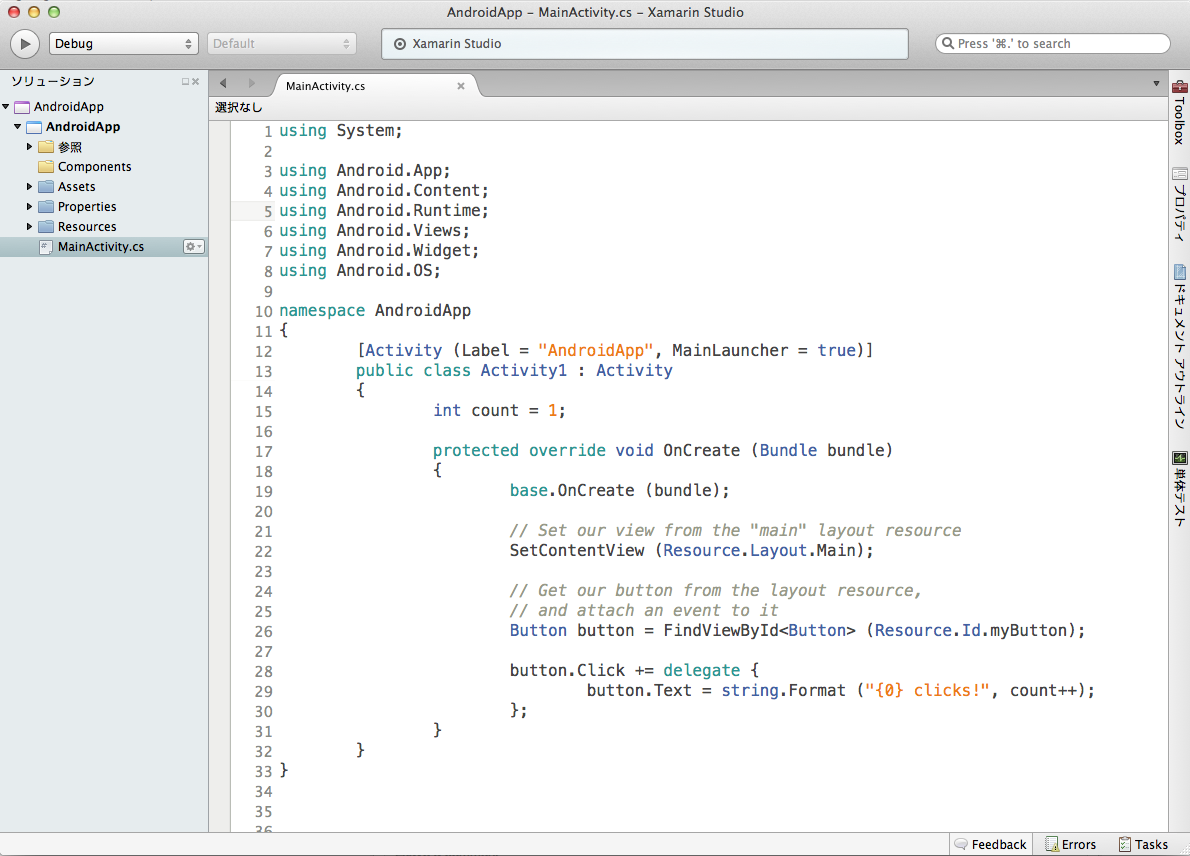 AndroidApp – MainActivity.cs – Xamarin Studio
Debug
Default
Xamarin Studio
Press '⌘.' to search
ソリューション
AndroidApp
AndroidApp
参照
Components
Assets
Properties
Resources
MainActivity.cs
MainActivity.cs
選択なし
1 using System;
2
3 using Android.App;
4 using Android.Content;
5 using Android.Runtime;
6 using Android.Views;
7 using Android.Widget;
8 using Android.OS;
9
10 namespace AndroidApp
11 {
12 [Activity (Label = "AndroidApp", MainLauncher = true)]
13 public class Activity1 : Activity
14 {
15 int count = 1;
16
17 protected override void OnCreate (Bundle bundle)
18 {
19 base.OnCreate (bundle);
20
21 // Set our view from the "main" layout resource
22 SetContentView (Resource.Layout.Main);
23
24 // Get our button from the layout resource,
25 // and attach an event to it
26 Button button = FindViewById<Button> (Resource.Id.myButton);
27
28 button.Click += delegate {
29 button.Text = string.Format ("{0} clicks!", count++);
30 };
31 }
32 }
33 }
34
35
36
Toolbox
プロパティ
ドキュメント アウトライン
単体テスト
Feedback
Errors
Tasks